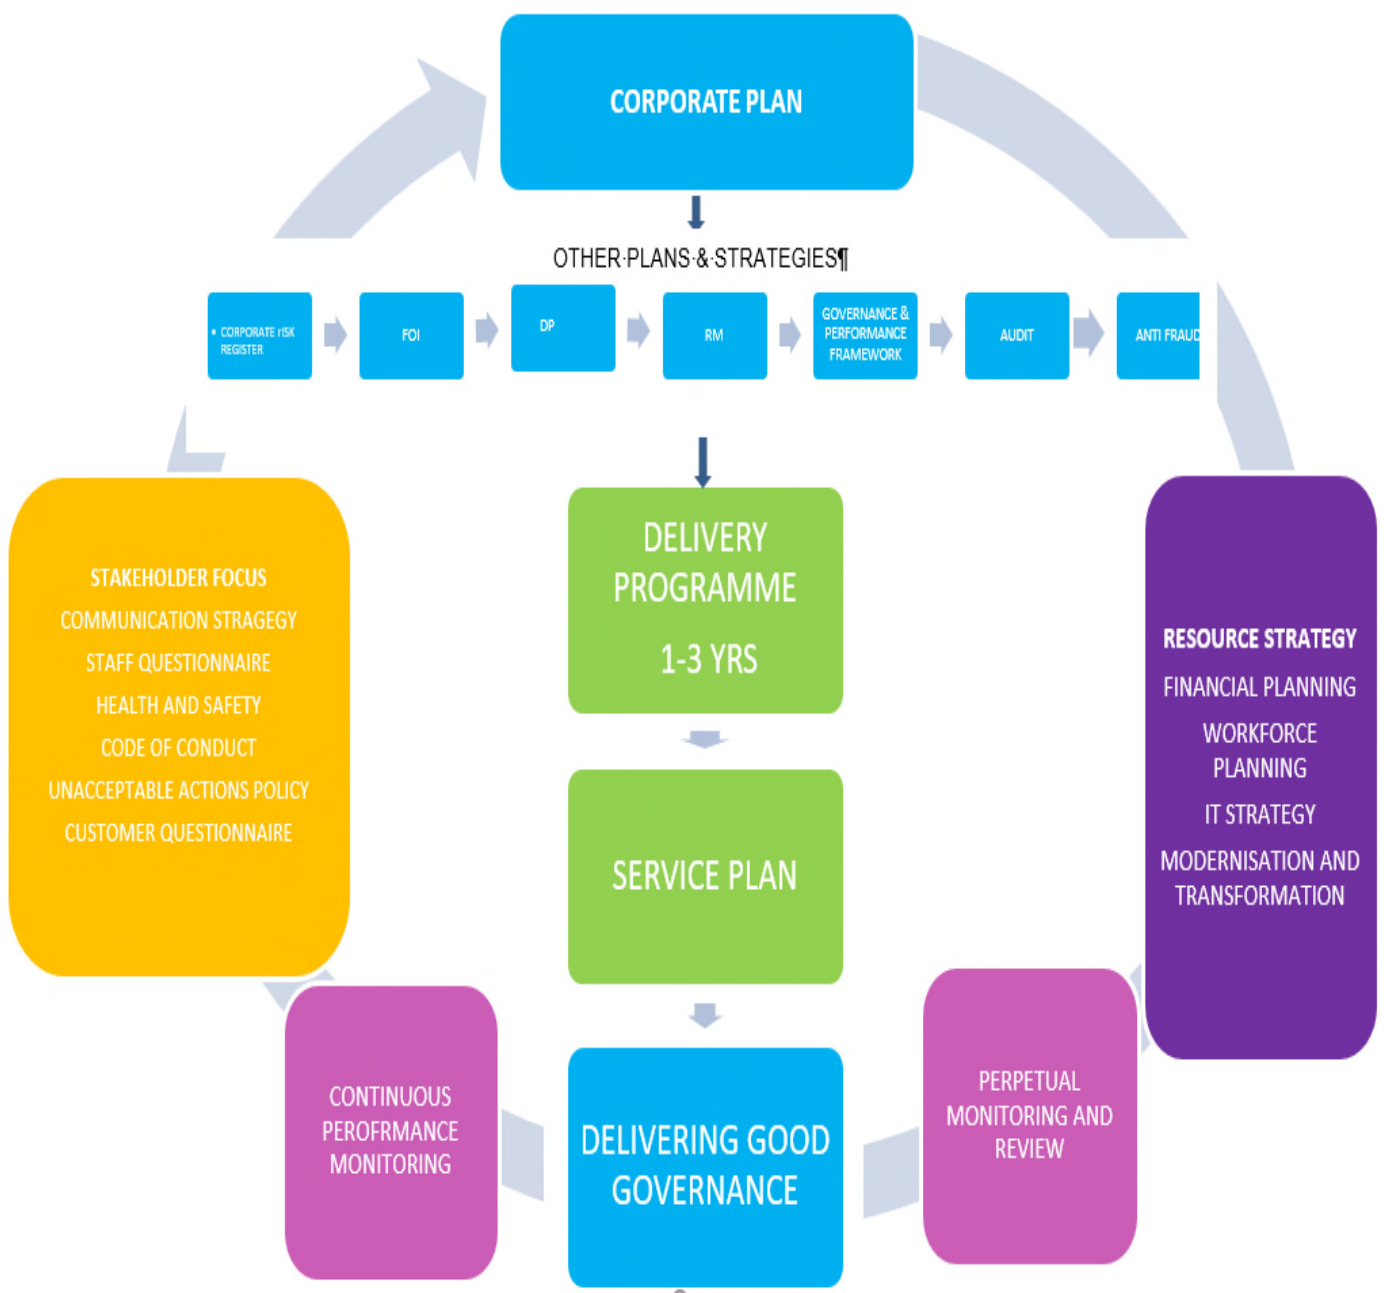 CORPORATE PLAN
OTHER·PLANS·&·STRATEGIES¶
• CORPORATE rISK
REGISTER
FOI
DP
RM
GOVERNANCE &
PERFORMANCE
FRAMEWORK
AUDIT
ANTI FRAUD
STAKEHOLDER FOCUS
COMMUNICATION STRAGEGY
STAFF QUESTIONNAIRE
HEALTH AND SAFETY
CODE OF CONDUCT
UNACCEPTABLE ACTIONS POLICY
CUSTOMER QUESTIONNAIRE
DELIVERY
PROGRAMME
1-3 YRS
SERVICE PLAN
RESOURCE STRATEGY
FINANCIAL PLANNING
WORKFORCE
PLANNING
IT STRATEGY
MODERNISATION AND
TRANSFORMATION
CONTINUOUS
PEROFRMANCE
MONITORING
DELIVERING GOOD
GOVERNANCE
PERPETUAL
MONITORING AND
REVIEW